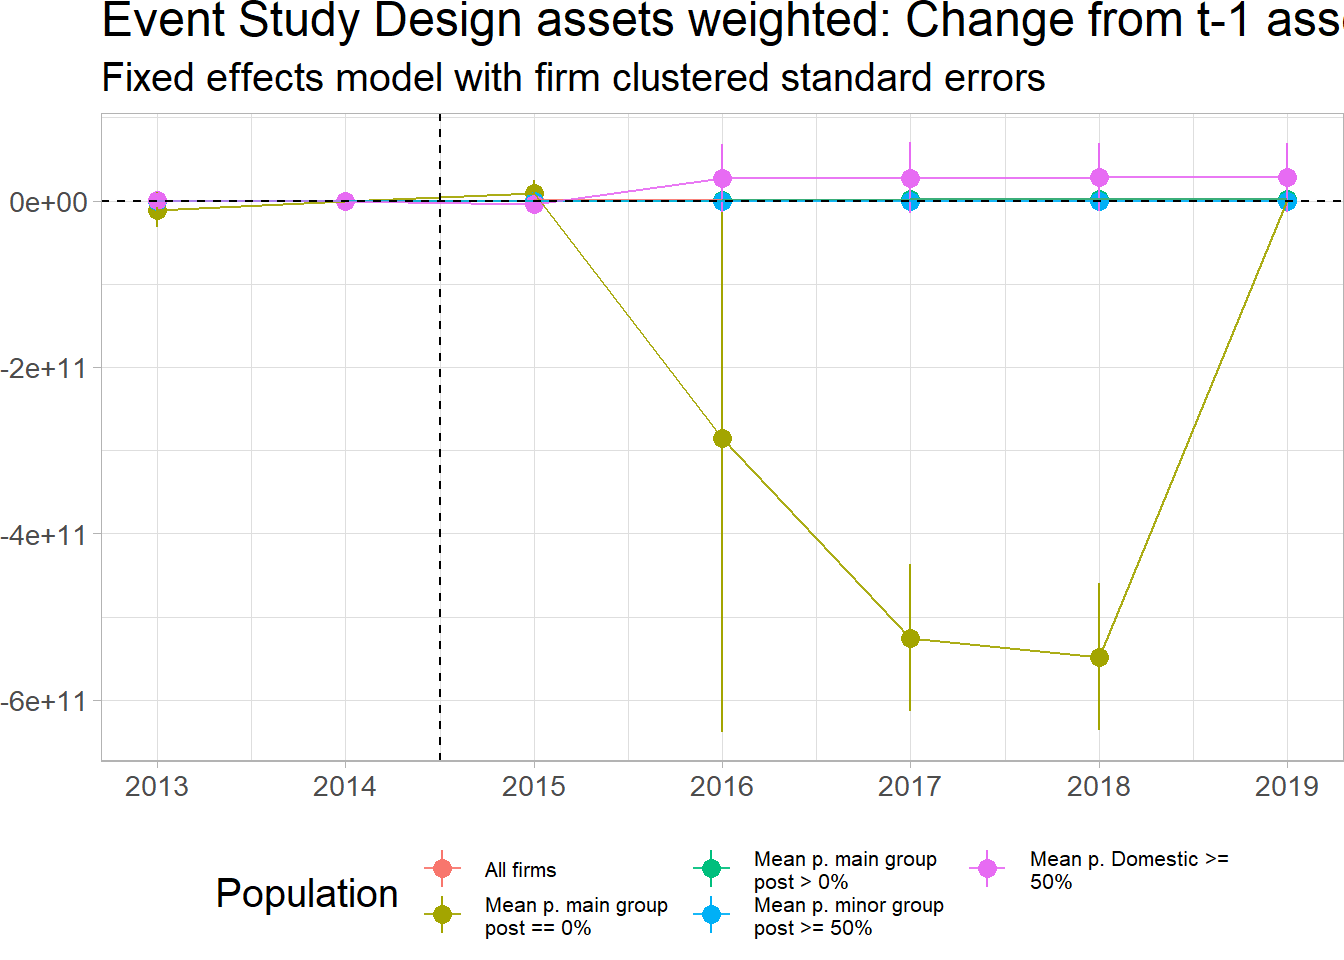 Event Study Design assets weighted: Change from t-1 ass
Fixed effects model with firm clustered standard errors
0e+00
-2e+11
-4e+11
-6e+11
2013 2014 2015 2016 2017 2018 2019
Population
All firms
Mean p. main group
post == 0%
Mean p. main group
post > 0%
Mean p. minor group
post >= 50%
Mean p. Domestic >=
50%